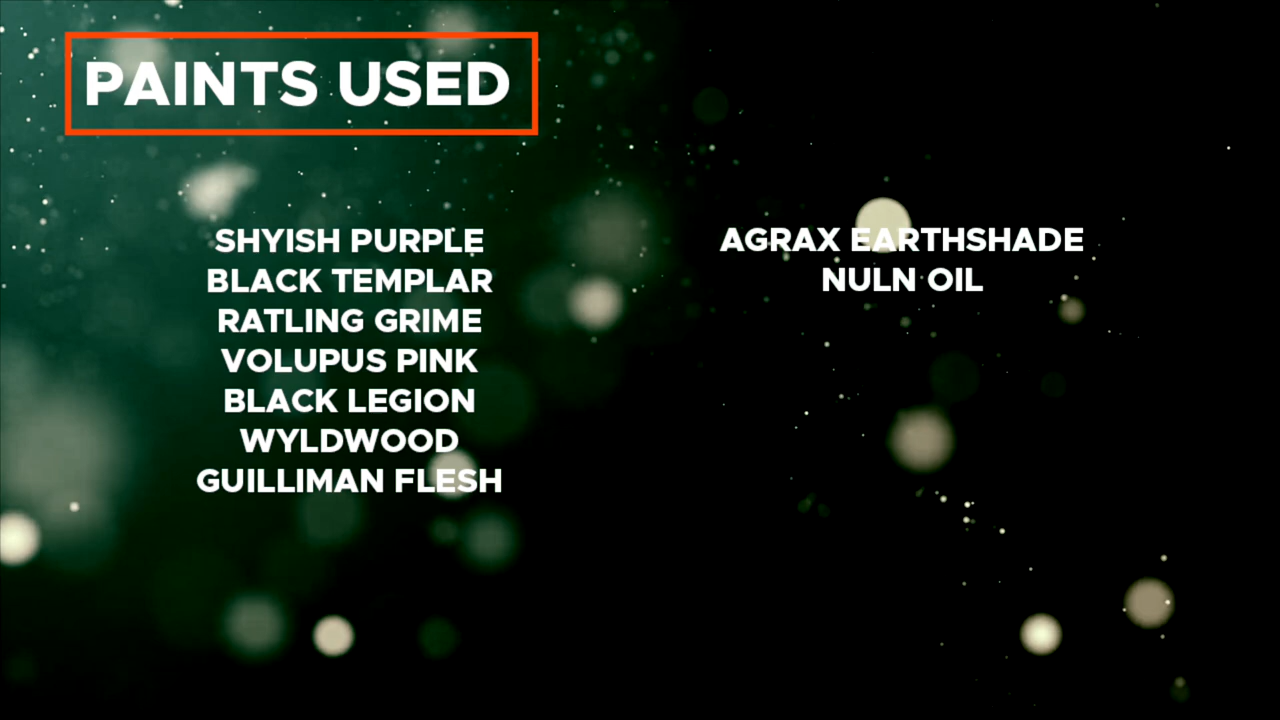 PAINTS USED
SHYISH PURPLE
BLACK TEMPLAR
RATLING GRIME
VOLUPUS PINK
BLACK LEGION
WYLDWOOD
GUILLIMAN FLESH
AGRAX EARTHSHADE
NULN OIL